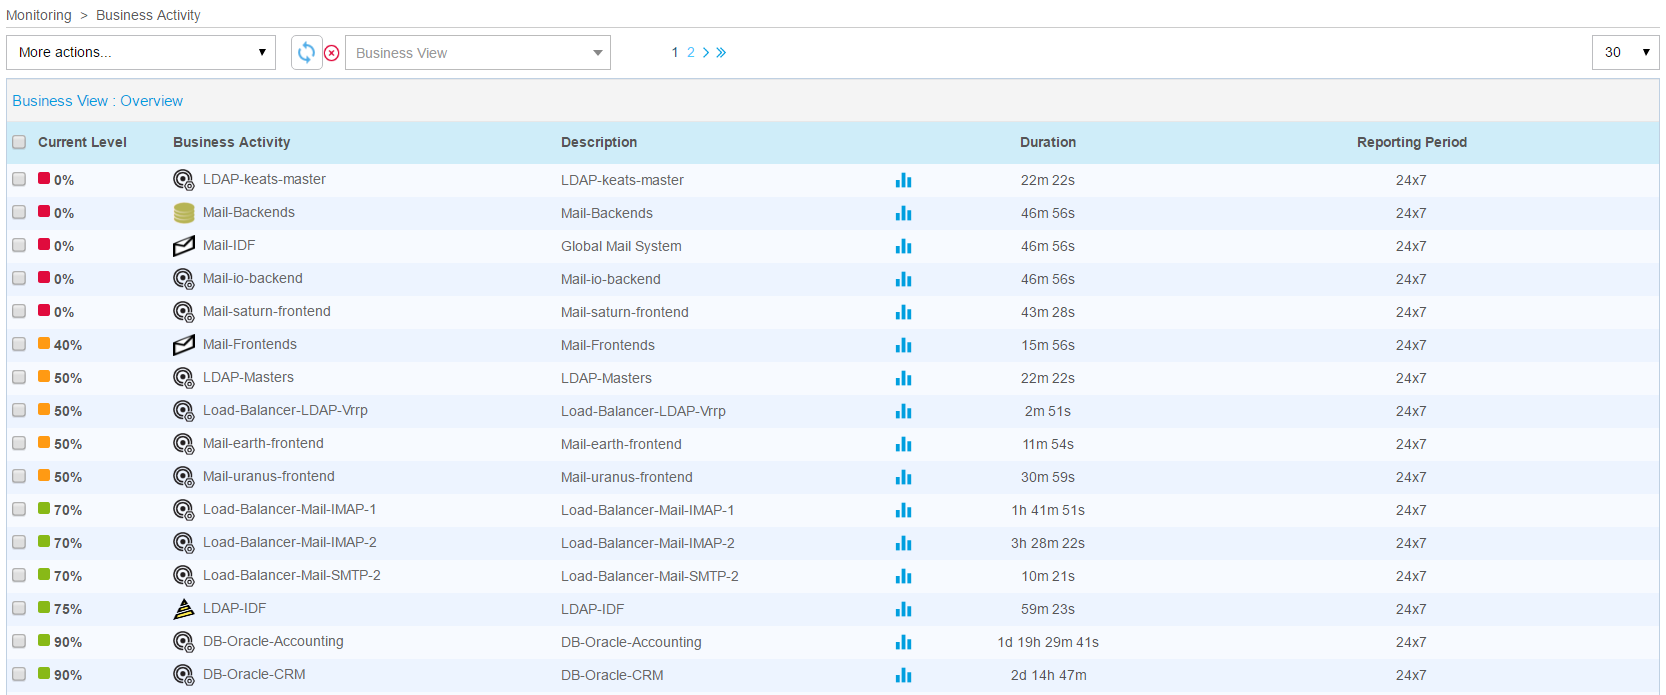 Monitoring > Business Activity
More actions... Business View 1 2 30
Business View : Overview
Current Level Business Activity Description Duration Reporting Period
0% LDAP-keats-master LDAP-keats-master 22m 22s 24x7
0% Mail-Backends Mail-Backends 46m 56s 24x7
0% Mail-IDF Global Mail System 46m 56s 24x7
0% Mail-io-backend Mail-io-backend 46m 56s 24x7
0% Mail-saturn-frontend Mail-saturn-frontend 43m 28s 24x7
40% Mail-Frontends Mail-Frontends 15m 56s 24x7
50% LDAP-Masters LDAP-Masters 22m 22s 24x7
50% Load-Balancer-LDAP-Vrrp Load-Balancer-LDAP-Vrrp 2m 51s 24x7
50% Mail-earth-frontend Mail-earth-frontend 11m 54s 24x7
50% Mail-uranus-frontend Mail-uranus-frontend 30m 59s 24x7
70% Load-Balancer-Mail-IMAP-1 Load-Balancer-Mail-IMAP-1 1h 41m 51s 24x7
70% Load-Balancer-Mail-IMAP-2 Load-Balancer-Mail-IMAP-2 3h 28m 22s 24x7
70% Load-Balancer-Mail-SMTP-2 Load-Balancer-Mail-SMTP-2 10m 21s 24x7
75% LDAP-IDF LDAP-IDF 59m 23s 24x7
90% DB-Oracle-Accounting DB-Oracle-Accounting 1d 19h 29m 41s 24x7
90% DB-Oracle-CRM DB-Oracle-CRM 2d 14h 47m 24x7